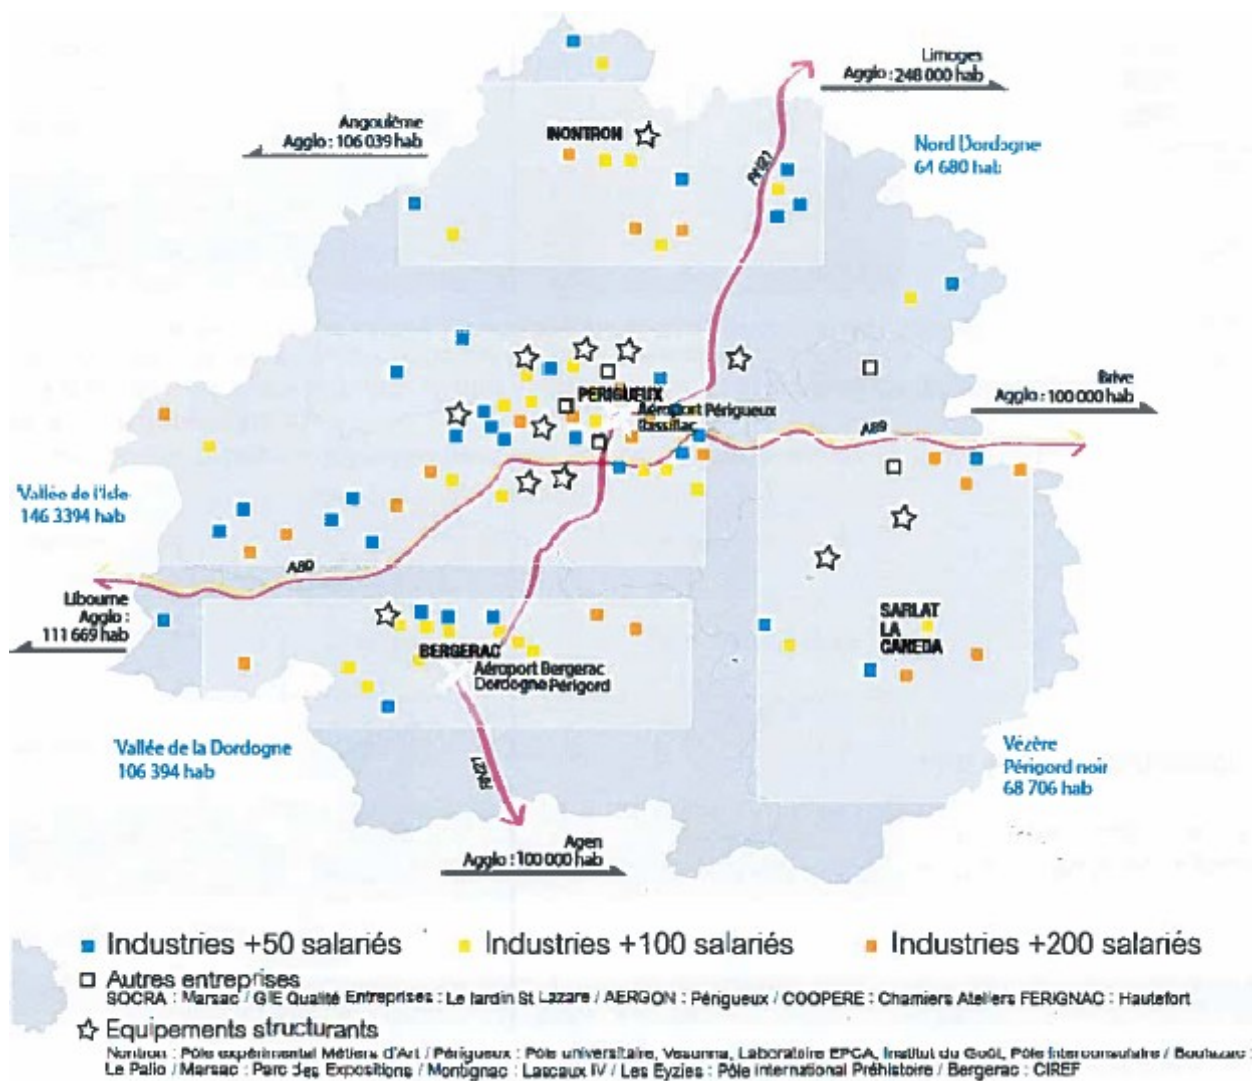 Limoges
Agglo : 248 000 hab
Angoulême
Agglo : 106 039 hab
NONTRON
RN21
Nord Dordogne
64 680 hab
Brive
Agglo : 100 000 hab
PERIGUEUX
Aéroport Périgueux
Bassillac
A89
Vallée de l'Isle
146 3394 hab
A89
Libourne
Agglo :
111 669 hab
SARLAT
LA
CANEDA
BERGERAC
Aéroport Bergerac
Dordogne Périgord
Vallée de la Dordogne
106 394 hab
Vézère
Périgord noir
68 706 hab
RN21
Agen
Agglo : 100 000 hab
Industries +50 salariés Industries +100 salariés Industries +200 salariés
Autres entreprises
SOCRA : Marsac / GIE Qualité Entreprises : Le Jardin St Lazare / AERGON : Périgueux / COOPERE : Chamiers Ateliers FERIGNAC : Hautefort
Equipements structurants
Nontron : Pôle expérimental Métiers d'Art / Périgueux : Pôle universitaire, Vesunna, Laboratoire EPCA, Institut du Goût, Pôle Interconsulaire / Boulazac :
Le Palio / Marsac : Parc des Expositions / Montignac : Lascaux IV / Les Eyzies : Pôle International Préhistoire / Bergerac : CIREF